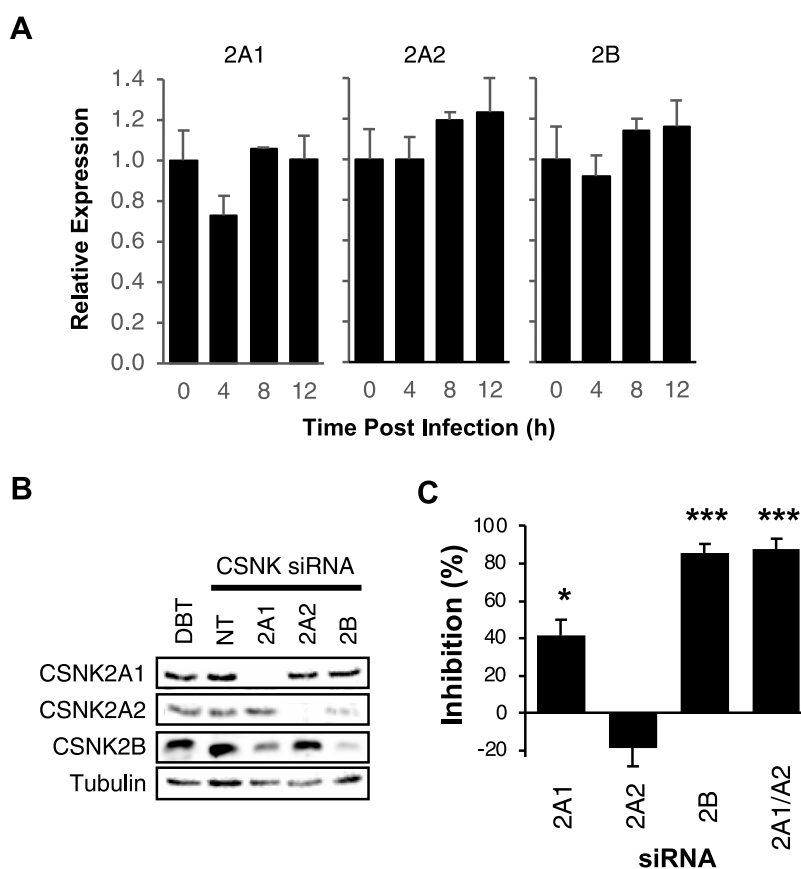 A
2A1 2A2 2B
Relative Expression
1.4
1.2
1.0
0.8
0.6
0.4
0.2
0.0
0 4 8 12 0 4 8 12 0 4 8 12
Time Post Infection (h)
B
CSNK siRNA
DBT NT 2A1 2A2 2B
CSNK2A1
CSNK2A2
CSNK2B
Tubulin
C
Inhibition (%)
100
80
60
40
20
0
-20
* *** ***
2A1 2A2 2B 2A1/A2
siRNA